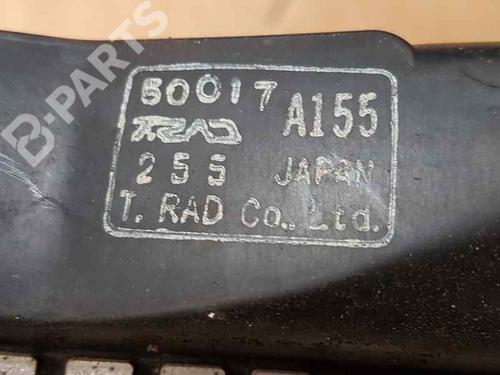 50017 A155
TRAD
255 JAPAN
T. RAD Co., Ltd.
B-PARTS